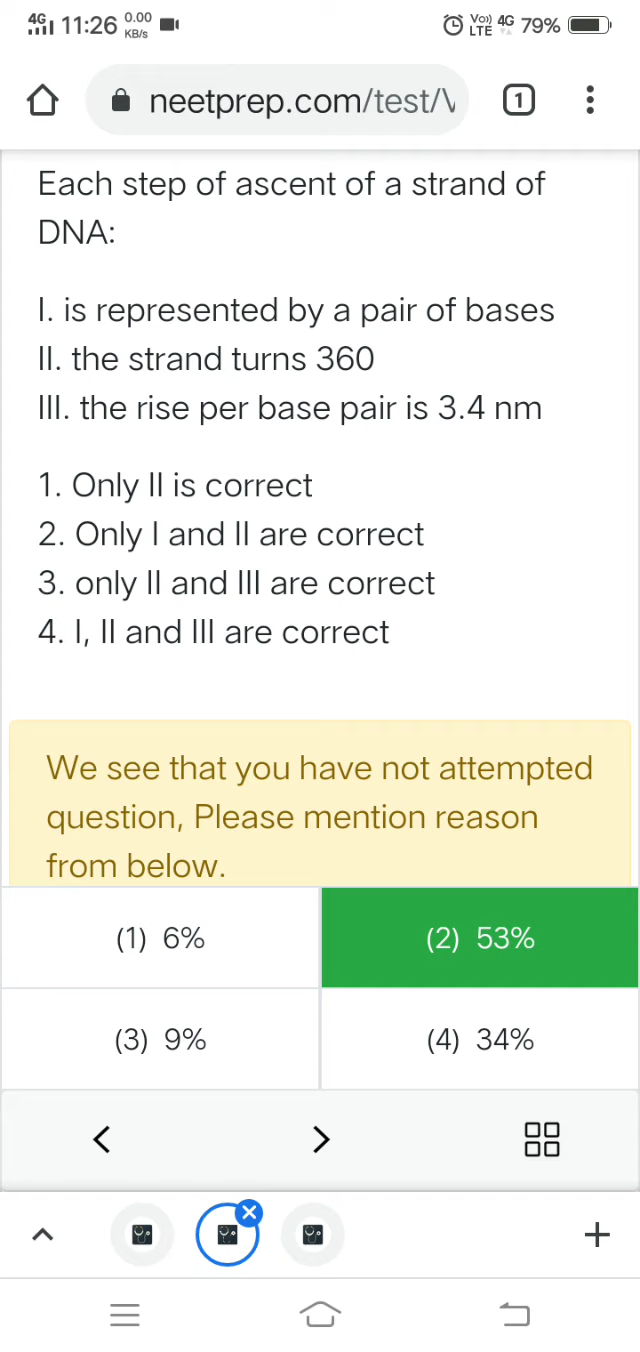 4G 11:26 0.00 KB/s Vo)) LTE 4G 79%
neetprep.com/test/V 1
Each step of ascent of a strand of
DNA:
I. is represented by a pair of bases
II. the strand turns 360
III. the rise per base pair is 3.4 nm
1. Only II is correct
2. Only I and II are correct
3. only II and III are correct
4. I, II and III are correct
We see that you have not attempted
question, Please mention reason
from below.
(1) 6% (2) 53%
(3) 9% (4) 34%